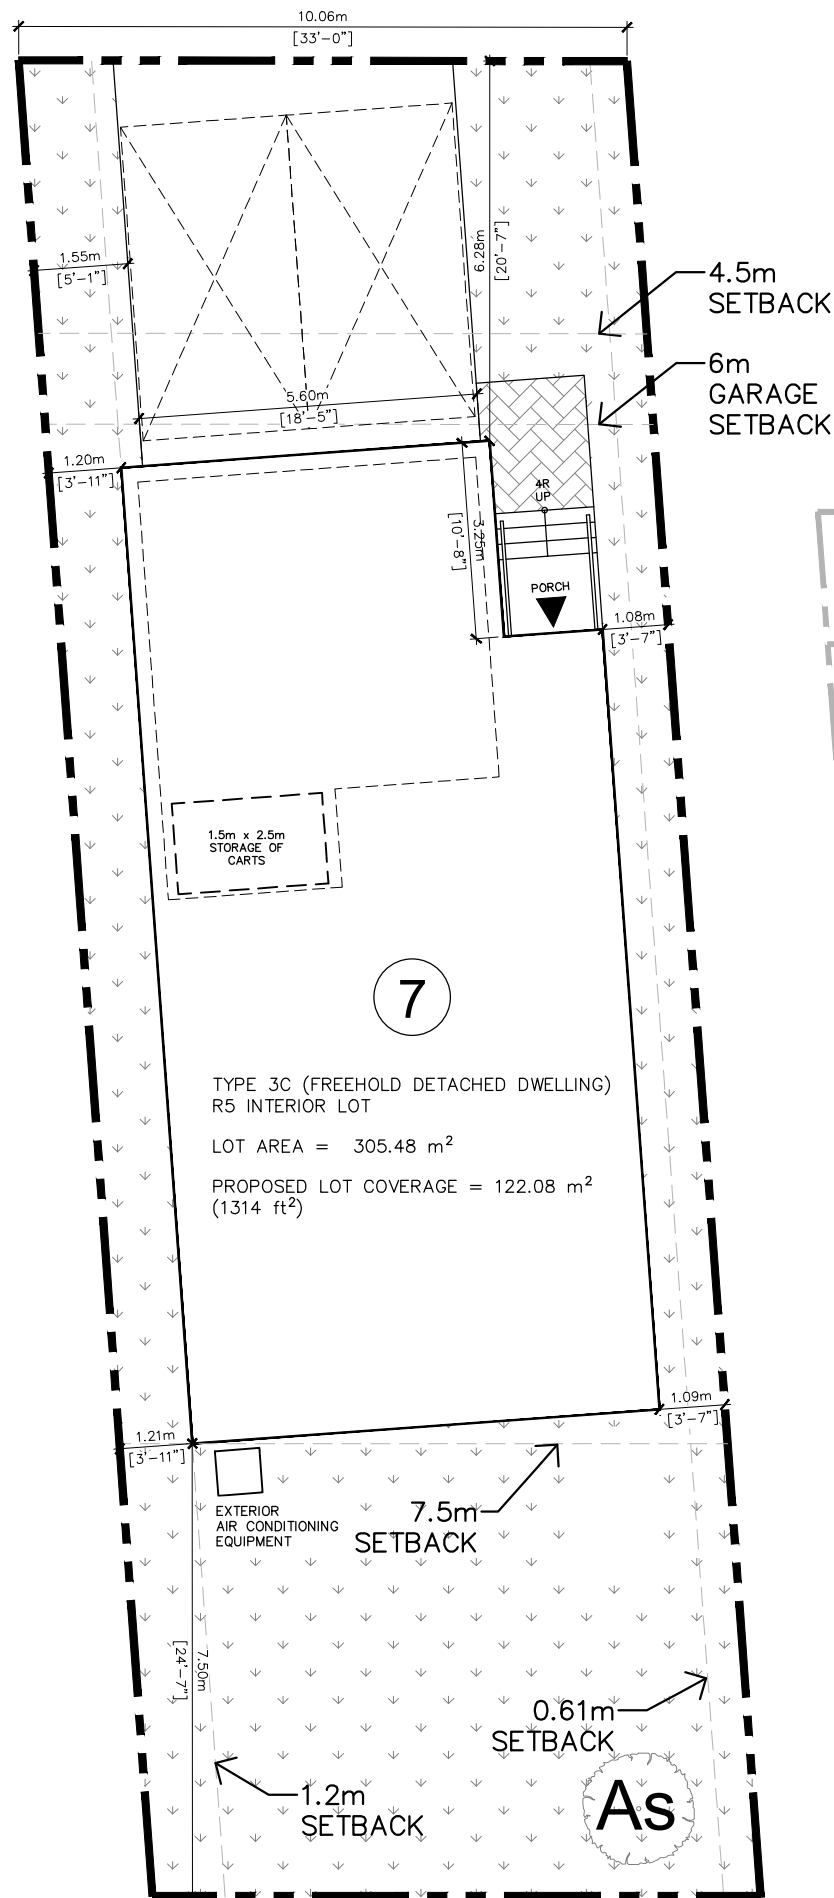 10.06m
[33'-0"]
1.55m
[5'-1"]
6.28m
[20'-7"]
4.5m
SETBACK
6m
GARAGE
SETBACK
5.60m
[18'-5"]
1.20m
[3'-11"]
4R
UP
3.25m
[10'-8"]
PORCH
1.08m
[3'-7"]
1.5m x 2.5m
STORAGE OF
CARTS
7
TYPE 3C (FREEHOLD DETACHED DWELLING)
R5 INTERIOR LOT
LOT AREA = 305.48 m²
PROPOSED LOT COVERAGE = 122.08 m²
(1314 ft²)
1.09m
[3'-7"]
1.21m
[3'-11"]
EXTERIOR
AIR CONDITIONING
EQUIPMENT
7.5m
SETBACK
7.50m
[24'-7"]
0.61m
SETBACK
1.2m
SETBACK
As